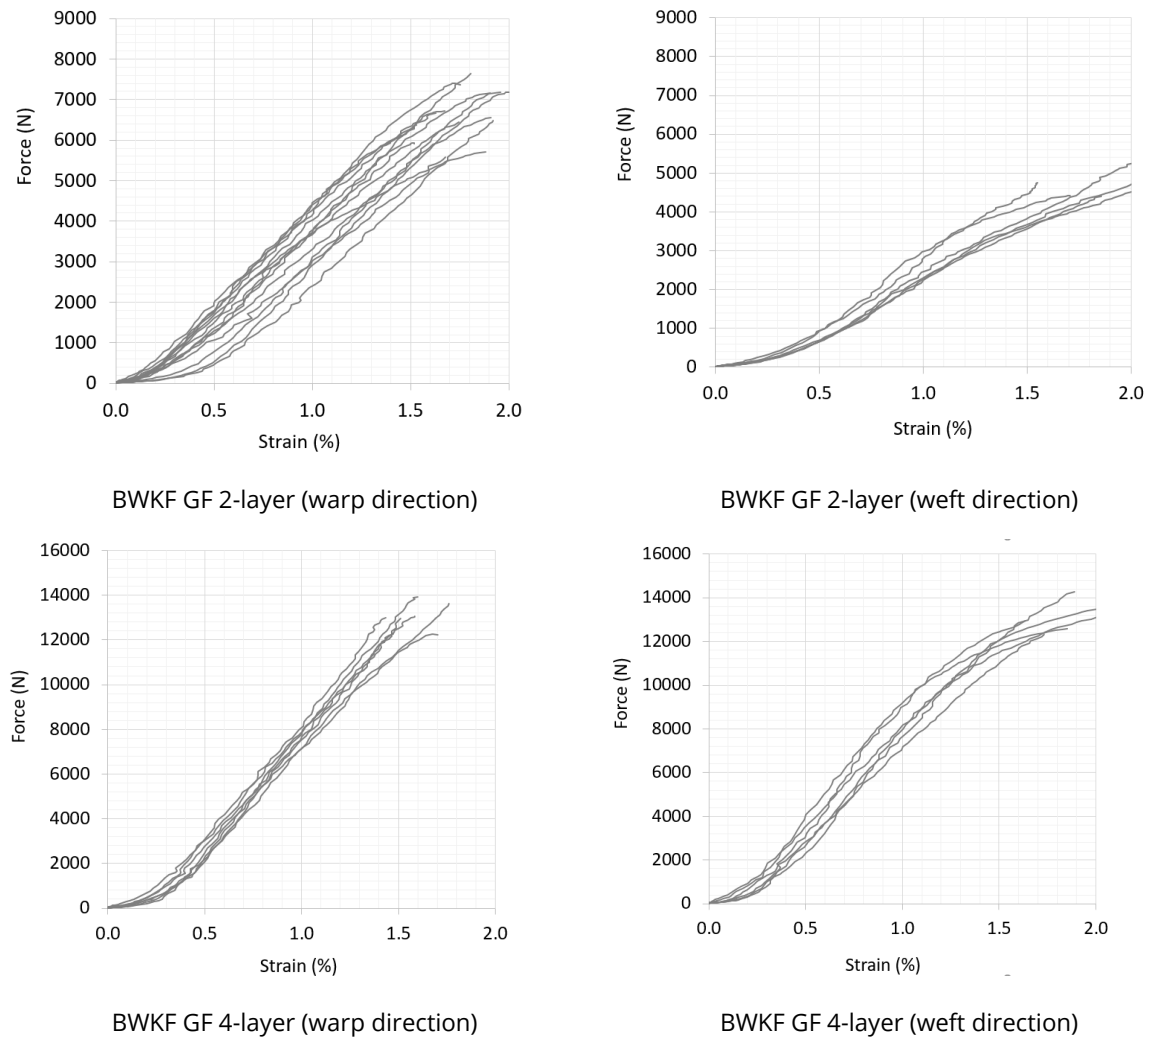 9000
8000
7000
6000
5000
4000
3000
2000
1000
0
Force (N)
0.0 0.5 1.0 1.5 2.0
Strain (%)
BWKF GF 2-layer (warp direction)
9000
8000
7000
6000
5000
4000
3000
2000
1000
0
Force (N)
0.0 0.5 1.0 1.5 2.0
Strain (%)
BWKF GF 2-layer (weft direction)
16000
14000
12000
10000
8000
6000
4000
2000
0
Force (N)
0.0 0.5 1.0 1.5 2.0
Strain (%)
BWKF GF 4-layer (warp direction)
16000
14000
12000
10000
8000
6000
4000
2000
0
Force (N)
0.0 0.5 1.0 1.5 2.0
Strain (%)
BWKF GF 4-layer (weft direction)